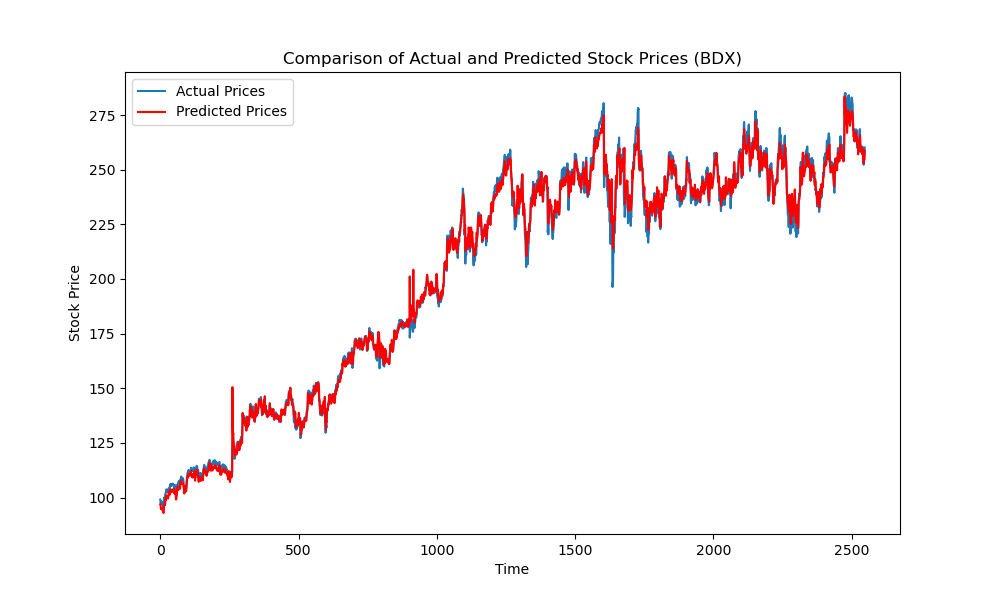 Comparison of Actual and Predicted Stock Prices (BDX)
Actual Prices
Predicted Prices
Stock Price
275
250
225
200
175
150
125
100
0 500 1000 1500 2000 2500
Time